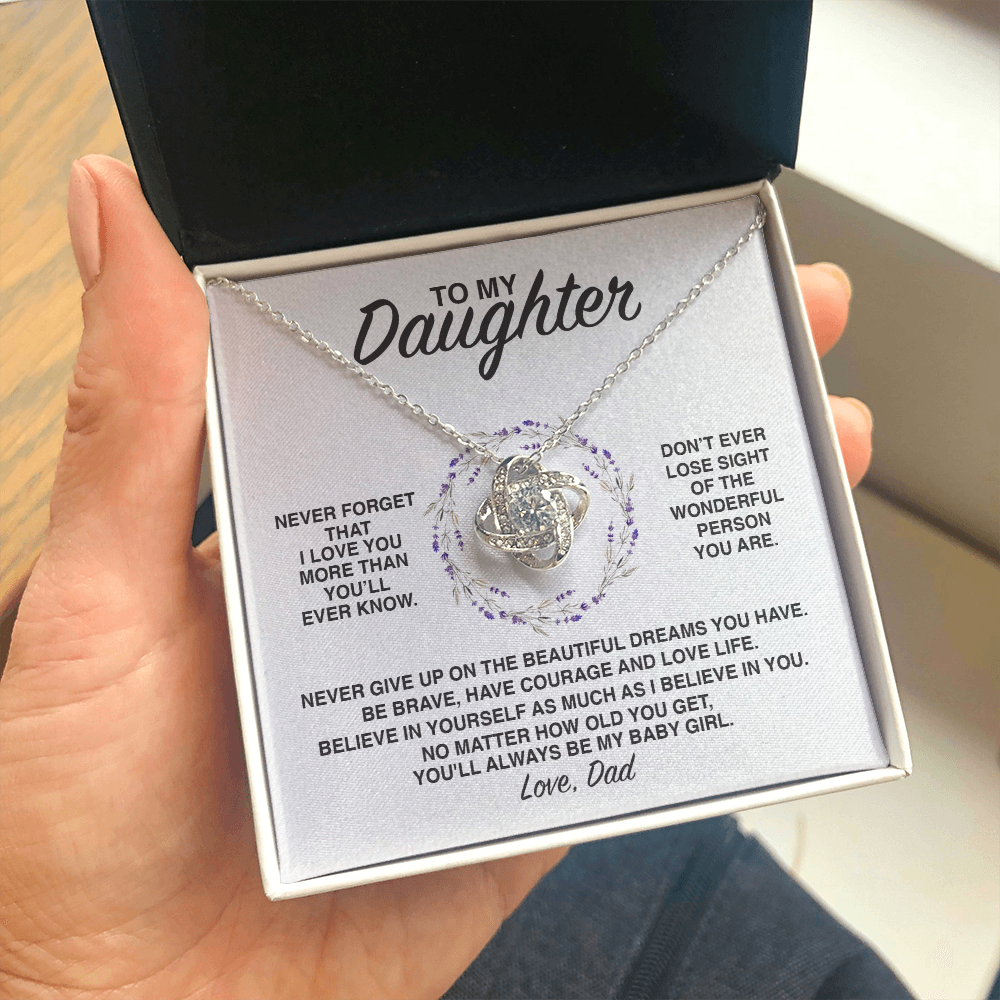 TO MY
Daughter
NEVER FORGET
THAT
I LOVE YOU
MORE THAN
YOU’LL
EVER KNOW.
DON’T EVER
LOSE SIGHT
OF THE
WONDERFUL
PERSON
YOU ARE.
NEVER GIVE UP ON THE BEAUTIFUL DREAMS YOU HAVE.
BE BRAVE, HAVE COURAGE AND LOVE LIFE.
BELIEVE IN YOURSELF AS MUCH AS I BELIEVE IN YOU.
NO MATTER HOW OLD YOU GET,
YOU'LL ALWAYS BE MY BABY GIRL.
Love, Dad